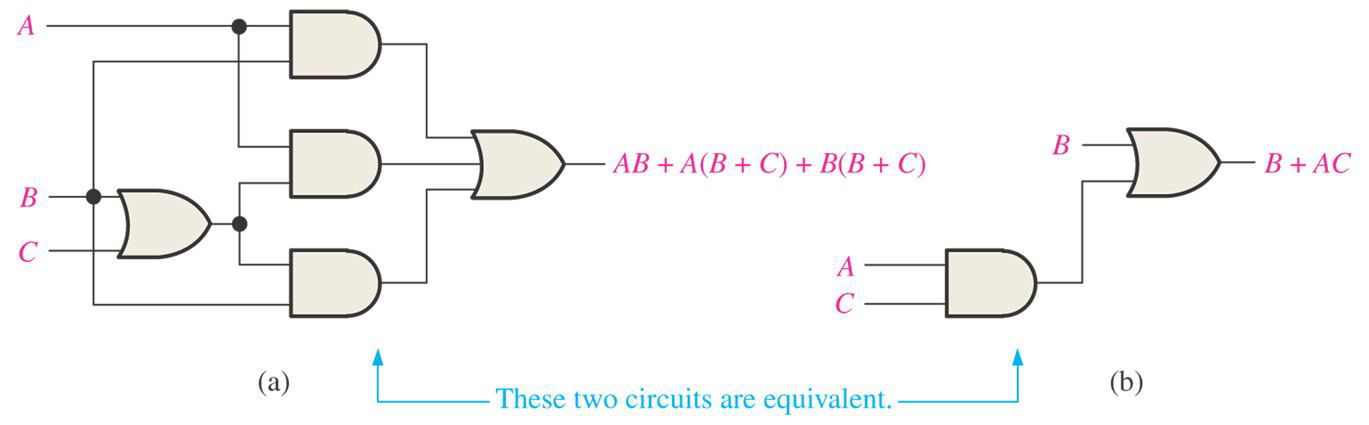 A
B
C
AB + A(B + C) + B(B + C)
(a)
B
A
C
B + AC
(b)
These two circuits are equivalent.